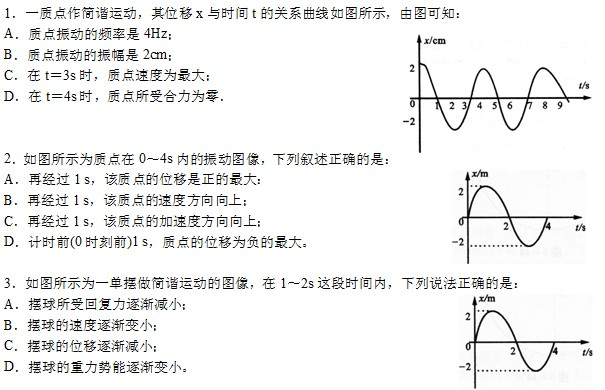 1．一质点作简谐运动，其位移 x 与时间 t 的关系曲线如图所示，由图可知：
A．质点振动的频率是 4Hz；
B．质点振动的振幅是 2cm；
C．在 t＝3s 时，质点速度为最大；
D．在 t＝4s 时，质点所受合力为零．
x/cm
2
0
-2
1 2 3 4 5 6 7 8 9
t/s
2．如图所示为质点在 0～4s 内的振动图像，下列叙述正确的是：
A．再经过 1 s，该质点的位移是正的最大：
B．再经过 1 s，该质点的速度方向向上；
C．再经过 1 s，该质点的加速度方向向上；
D．计时前(0 时刻前)1 s，质点的位移为负的最大。
x/m
2
0
-2
2 4
t/s
3．如图所示为一单摆做简谐运动的图像，在 1～2s 这段时间内，下列说法正确的是：
A．摆球所受回复力逐渐减小；
B．摆球的速度逐渐变小；
C．摆球的位移逐渐减小；
D．摆球的重力势能逐渐变小。
x/m
2
0
-2
2 4
t/s